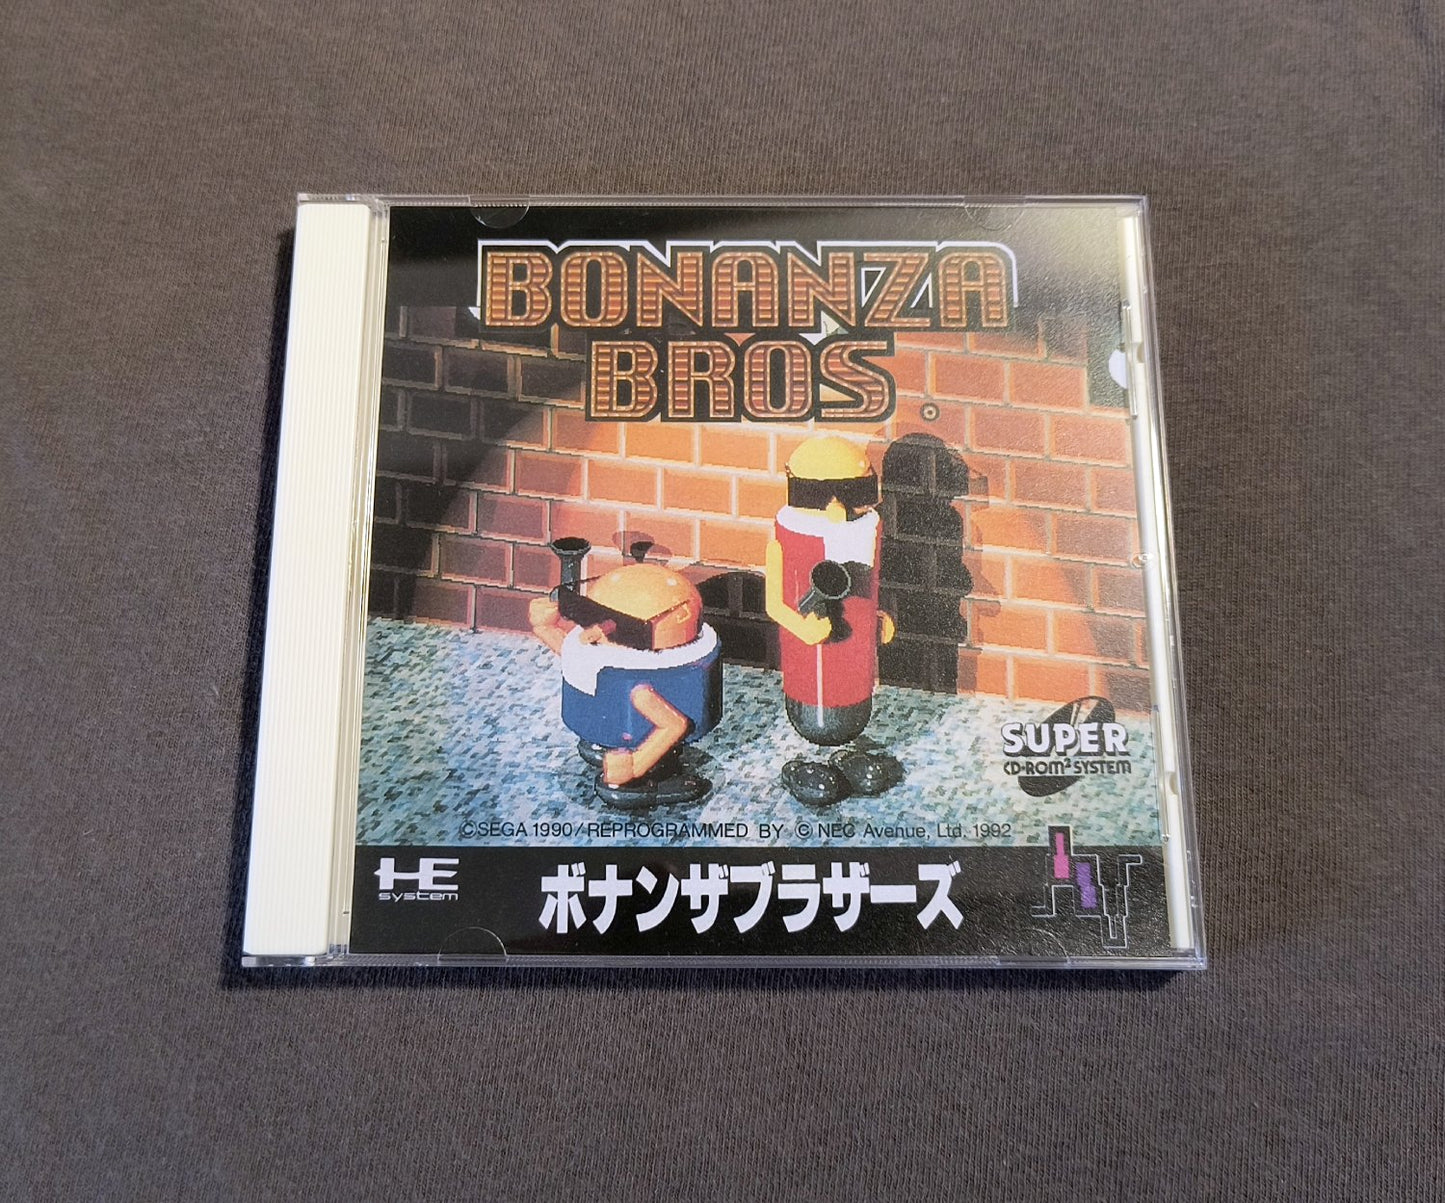 BONANZA
BROS
SUPER
CD-ROM² SYSTEM
©SEGA 1990/REPROGRAMMED BY © NEC Avenue, Ltd. 1992
HE
system
ボナンザブラザーズ